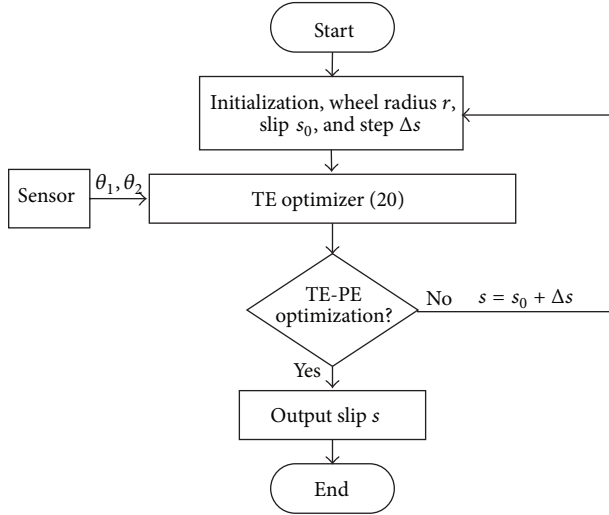 Start
Initialization, wheel radius r,
slip s₀, and step Δs
Sensor
θ₁, θ₂
TE optimizer (20)
TE-PE
optimization?
No
s = s₀ + Δs
Yes
Output slip s
End